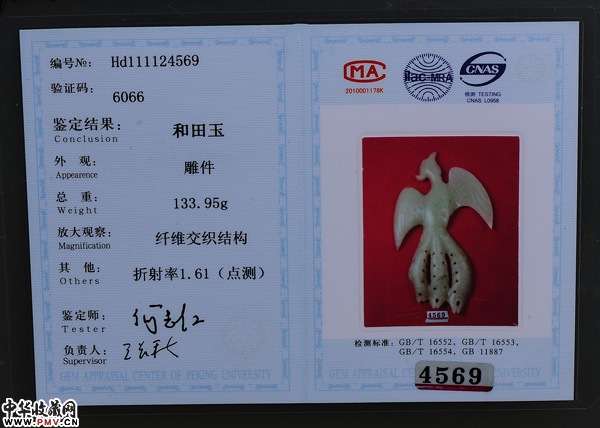 编号№: Hd111124569
验证码:
6066
鉴定结果: 和田玉
Conclusion
外 观: 雕件
Appearence
总 重: 133.95g
Weight
放大观察: 纤维交织结构
Magnification
其 他: 折射率1.61（点测）
Others
鉴定师:
Tester
负责人:
Supervisor
GEM APPRAISAL CENTER OF PEKING UNIVERSITY
MA
2010001178K
ilac-MRA
CNAS
检测 TESTING
CNAS L0958
4569
检测标准: GB/T 16552, GB/T 16553,
GB/T 16554, GB 11887
4569
中华收藏网
www.PMV.cn